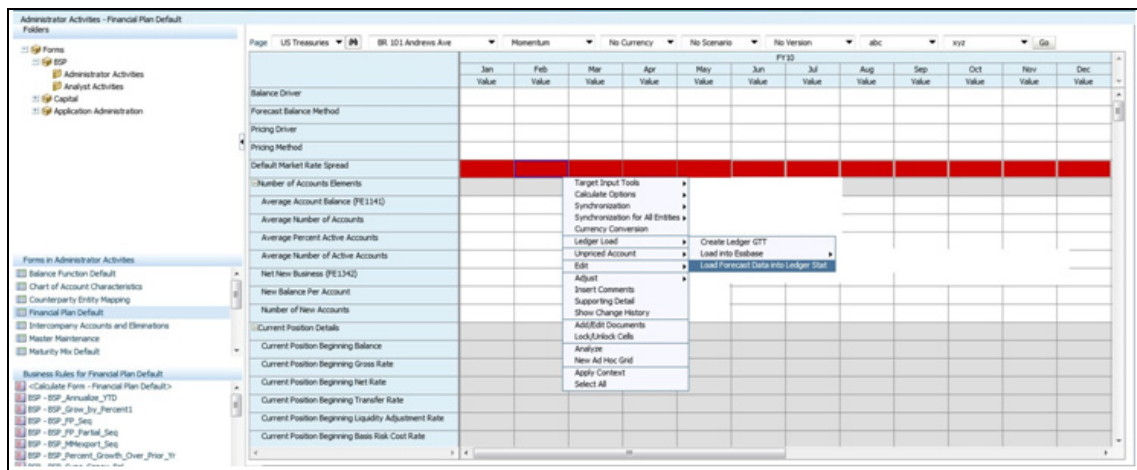 Administrator Activities - Financial Plan Default
Folders
Forms
BSP
Administrator Activities
Analyst Activities
Capital
Application Administration
Forms in Administrator Activities
Balance Function Default
Chart of Account Characteristics
Counterparty Entity Mapping
Financial Plan Default
Intercompany Accounts and Eliminations
Master Maintenance
Maturity Mix Default
Business Rules for Financial Plan Default
<Calculate Form - Financial Plan Default>
BSP - BSP_Annualize_YTD
BSP - BSP_Grow_by_Percent1
BSP - BSP_FP_Seq
BSP - BSP_FP_Partial_Seq
BSP - BSP_MMexport_Seq
BSP - BSP_Percent_Growth_Over_Prior_Yr
Page US Treasuries BR 101 Andrews Ave Momentum No Currency No Scenario No Version abc xyz Go
FY10
Jan Feb Mar Apr May Jun Jul Aug Sep Oct Nov Dec
Value Value Value Value Value Value Value Value Value Value Value Value
Balance Driver
Forecast Balance Method
Pricing Driver
Pricing Method
Default Market Rate Spread
Number of Accounts Elements
Average Account Balance (FE1141)
Average Number of Accounts
Average Percent Active Accounts
Average Number of Active Accounts
Net New Business (FE1342)
New Balance Per Account
Number of New Accounts
Current Position Details
Current Position Beginning Balance
Current Position Beginning Gross Rate
Current Position Beginning Net Rate
Current Position Beginning Transfer Rate
Current Position Beginning Liquidity Adjustment Rate
Current Position Beginning Basis Risk Cost Rate
Target Input Tools
Calculate Options
Synchronization
Synchronization for All Entities
Currency Conversion
Ledger Load
Unpriced Account
Edit
Adjust
Insert Comments
Supporting Detail
Show Change History
Add/Edit Documents
Lock/Unlock Cells
Analyze
New Ad Hoc Grid
Apply Context
Select All
Create Ledger GTT
Load into Essbase
Load Forecast Data into Ledger Stat